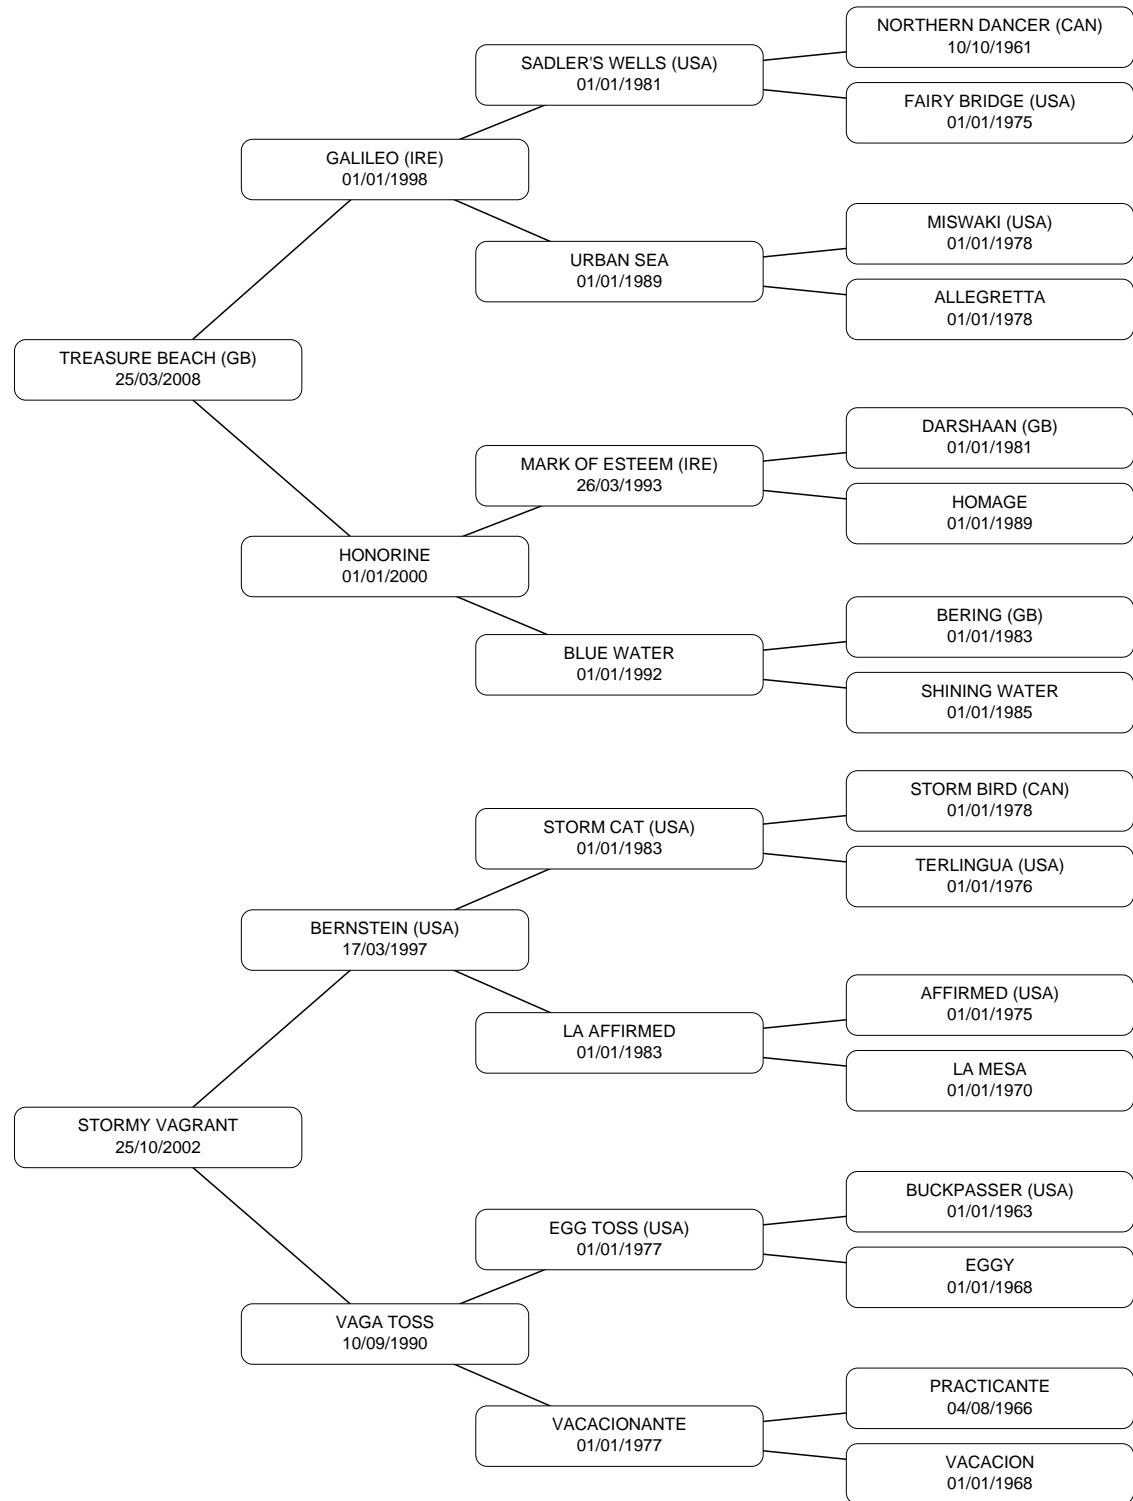 NORTHERN DANCER (CAN)
10/10/1961
SADLER'S WELLS (USA)
01/01/1981
FAIRY BRIDGE (USA)
01/01/1975
GALILEO (IRE)
01/01/1998
MISWAKI (USA)
01/01/1978
URBAN SEA
01/01/1989
ALLEGRETTA
01/01/1978
TREASURE BEACH (GB)
25/03/2008
DARSHAAN (GB)
01/01/1981
MARK OF ESTEEM (IRE)
26/03/1993
HOMAGE
01/01/1989
HONORINE
01/01/2000
BERING (GB)
01/01/1983
BLUE WATER
01/01/1992
SHINING WATER
01/01/1985
STORM BIRD (CAN)
01/01/1978
STORM CAT (USA)
01/01/1983
TERLINGUA (USA)
01/01/1976
BERNSTEIN (USA)
17/03/1997
AFFIRMED (USA)
01/01/1975
LA AFFIRMED
01/01/1983
LA MESA
01/01/1970
STORMY VAGRANT
25/10/2002
BUCKPASSER (USA)
01/01/1963
EGG TOSS (USA)
01/01/1977
EGGY
01/01/1968
VAGA TOSS
10/09/1990
PRACTICANTE
04/08/1966
VACACIONANTE
01/01/1977
VACACION
01/01/1968